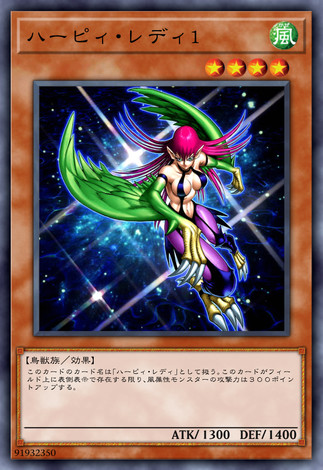 ハーピィ・レディ1
風
【鳥獣族／効果】
このカードのカード名は「ハーピィ・レディ」として扱う。このカードがフィ
ールド上に表側表示で存在する限り、風属性モンスターの攻撃力は３００ポイン
トアップする。
ATK/1300 DEF/1400
91932350